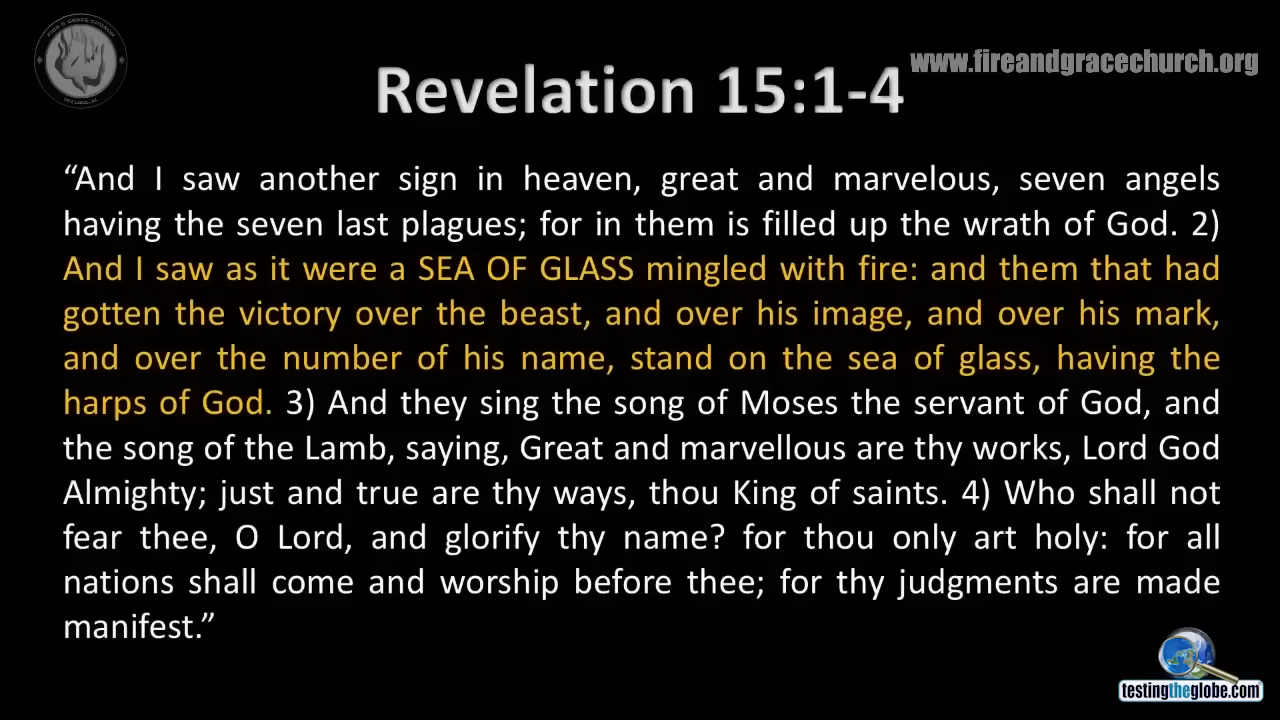 FIRE & GRACE CHURCH
www.fireandgracechurch.org
Revelation 15:1-4
“And I saw another sign in heaven, great and marvelous, seven angels
having the seven last plagues; for in them is filled up the wrath of God. 2)
And I saw as it were a SEA OF GLASS mingled with fire: and them that had
gotten the victory over the beast, and over his image, and over his mark,
and over the number of his name, stand on the sea of glass, having the
harps of God. 3) And they sing the song of Moses the servant of God, and
the song of the Lamb, saying, Great and marvellous are thy works, Lord God
Almighty; just and true are thy ways, thou King of saints. 4) Who shall not
fear thee, O Lord, and glorify thy name? for thou only art holy: for all
nations shall come and worship before thee; for thy judgments are made
manifest.”
testingtheglobe.com